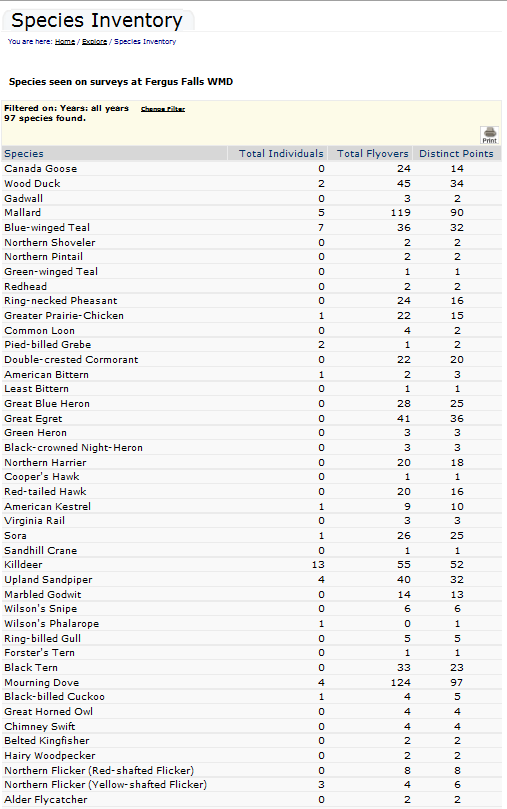 Species Inventory
You are here: Home / Explore / Species Inventory
Species seen on surveys at Fergus Falls WMD
Filtered on: Years: all years Change Filter
97 species found.
Print
Species Total Individuals Total Flyovers Distinct Points
Canada Goose 0 24 14
Wood Duck 2 45 34
Gadwall 0 3 2
Mallard 5 119 90
Blue-winged Teal 7 36 32
Northern Shoveler 0 2 2
Northern Pintail 0 2 2
Green-winged Teal 0 1 1
Redhead 0 2 2
Ring-necked Pheasant 0 24 16
Greater Prairie-Chicken 1 22 15
Common Loon 0 4 2
Pied-billed Grebe 2 1 2
Double-crested Cormorant 0 22 20
American Bittern 1 2 3
Least Bittern 0 1 1
Great Blue Heron 0 28 25
Great Egret 0 41 36
Green Heron 0 3 3
Black-crowned Night-Heron 0 3 3
Northern Harrier 0 20 18
Cooper's Hawk 0 1 1
Red-tailed Hawk 0 20 16
American Kestrel 1 9 10
Virginia Rail 0 3 3
Sora 1 26 25
Sandhill Crane 0 1 1
Killdeer 13 55 52
Upland Sandpiper 4 40 32
Marbled Godwit 0 14 13
Wilson's Snipe 0 6 6
Wilson's Phalarope 1 0 1
Ring-billed Gull 0 5 5
Forster's Tern 0 1 1
Black Tern 0 33 23
Mourning Dove 4 124 97
Black-billed Cuckoo 1 4 5
Great Horned Owl 0 4 4
Chimney Swift 0 4 4
Belted Kingfisher 0 2 2
Hairy Woodpecker 0 2 2
Northern Flicker (Red-shafted Flicker) 0 8 8
Northern Flicker (Yellow-shafted Flicker) 3 4 6
Alder Flycatcher 0 2 2